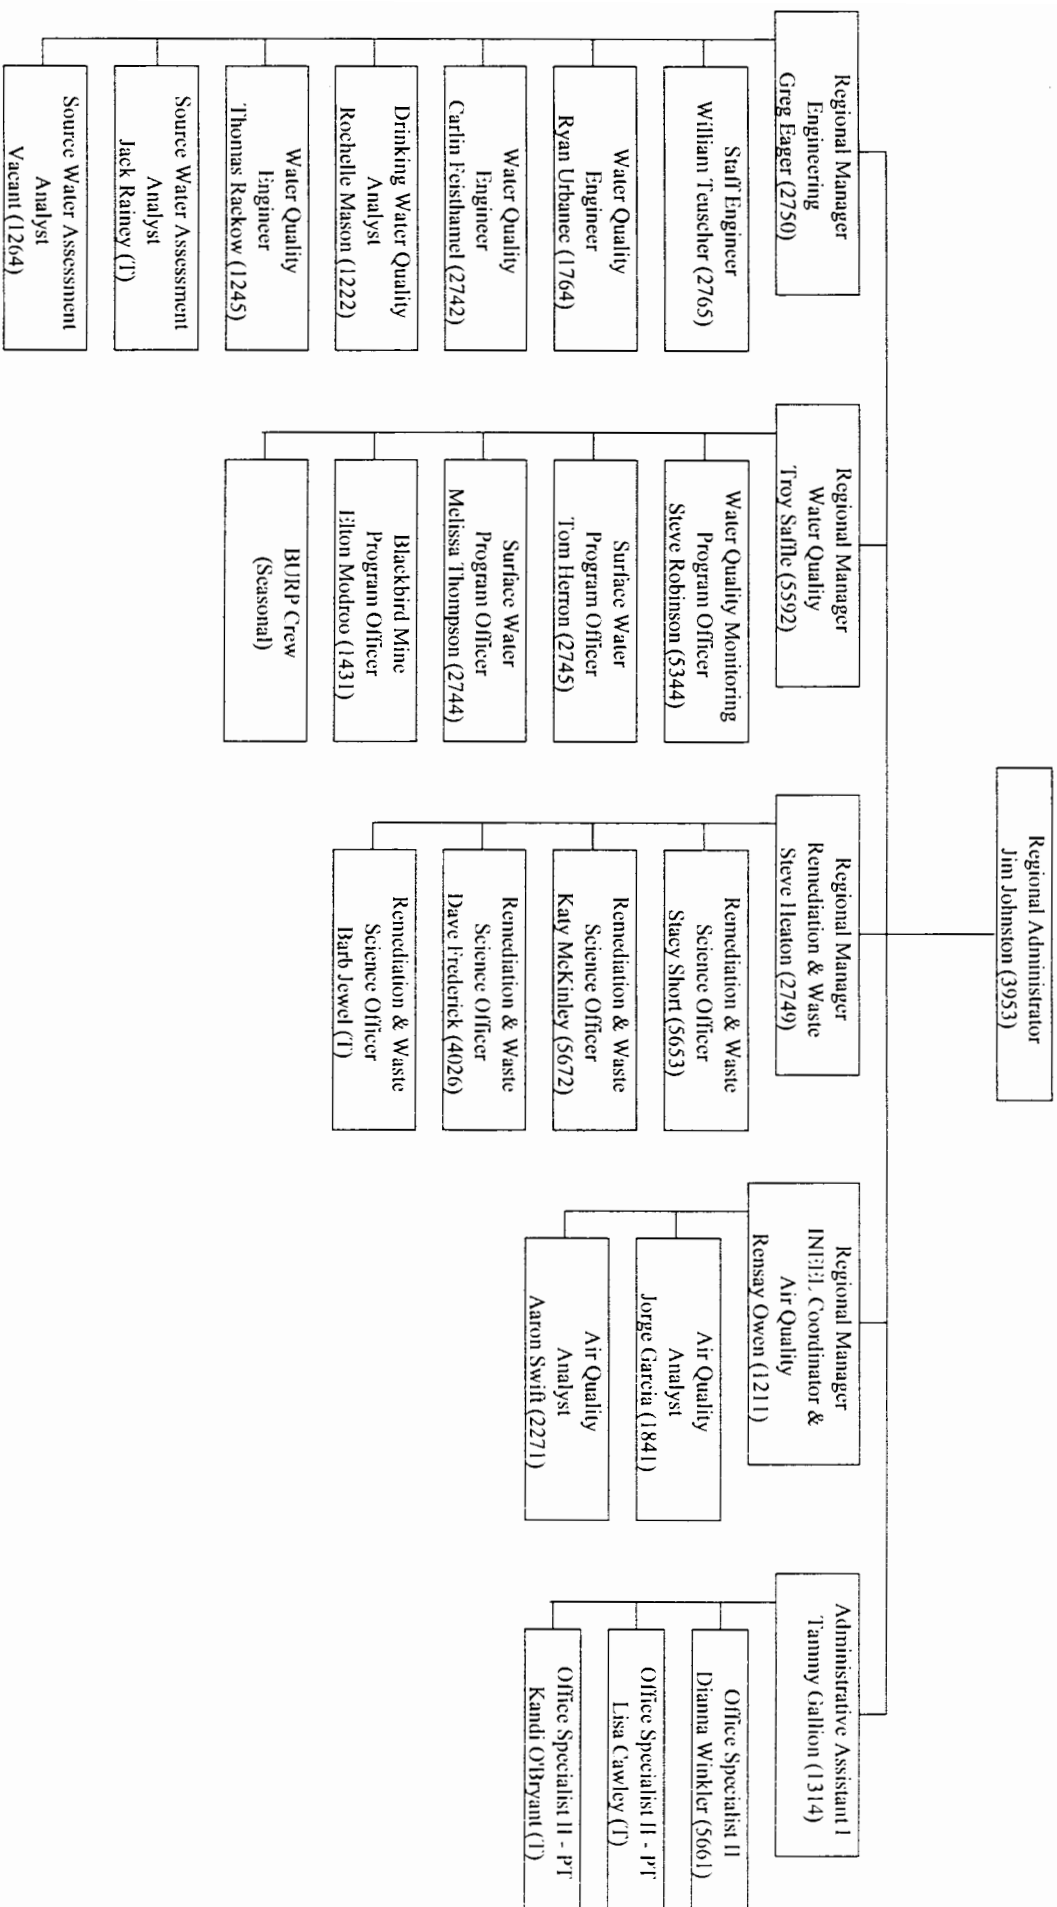 Regional Administrator
Jim Johnston (3953)
Regional Manager
Engineering
Greg Eager (2750)
Staff Engineer
William Teuscher (2765)
Water Quality
Engineer
Ryan Urbanec (1764)
Water Quality
Engineer
Carlin Feisthamel (2742)
Drinking Water Quality
Analyst
Rochelle Mason (1222)
Water Quality
Engineer
Thomas Rackow (1245)
Source Water Assessment
Analyst
Jack Rainey (T)
Source Water Assessment
Analyst
Vacant (1264)
Regional Manager
Water Quality
Troy Saffle (5592)
Water Quality Monitoring
Program Officer
Steve Robinson (5344)
Surface Water
Program Officer
Tom Herron (2745)
Surface Water
Program Officer
Melissa Thompson (2744)
Blackbird Mine
Program Officer
Elton Modroo (1431)
BURP Crew
(Seasonal)
Regional Manager
Remediation & Waste
Steve Heaton (2749)
Remediation & Waste
Science Officer
Stacy Short (5653)
Remediation & Waste
Science Officer
Katy McKinley (5672)
Remediation & Waste
Science Officer
Dave Frederick (4026)
Remediation & Waste
Science Officer
Barb Jewel (T)
Regional Manager
INEEL Coordinator &
Air Quality
Rensay Owen (1211)
Air Quality
Analyst
Jorge Garcia (1841)
Air Quality
Analyst
Aaron Swift (2271)
Administrative Assistant I
Tammy Gallion (1314)
Office Specialist II
Dianna Winkler (5661)
Office Specialist II - PT
Lisa Cawley (T)
Office Specialist II - PT
Kandi O'Bryant (T)